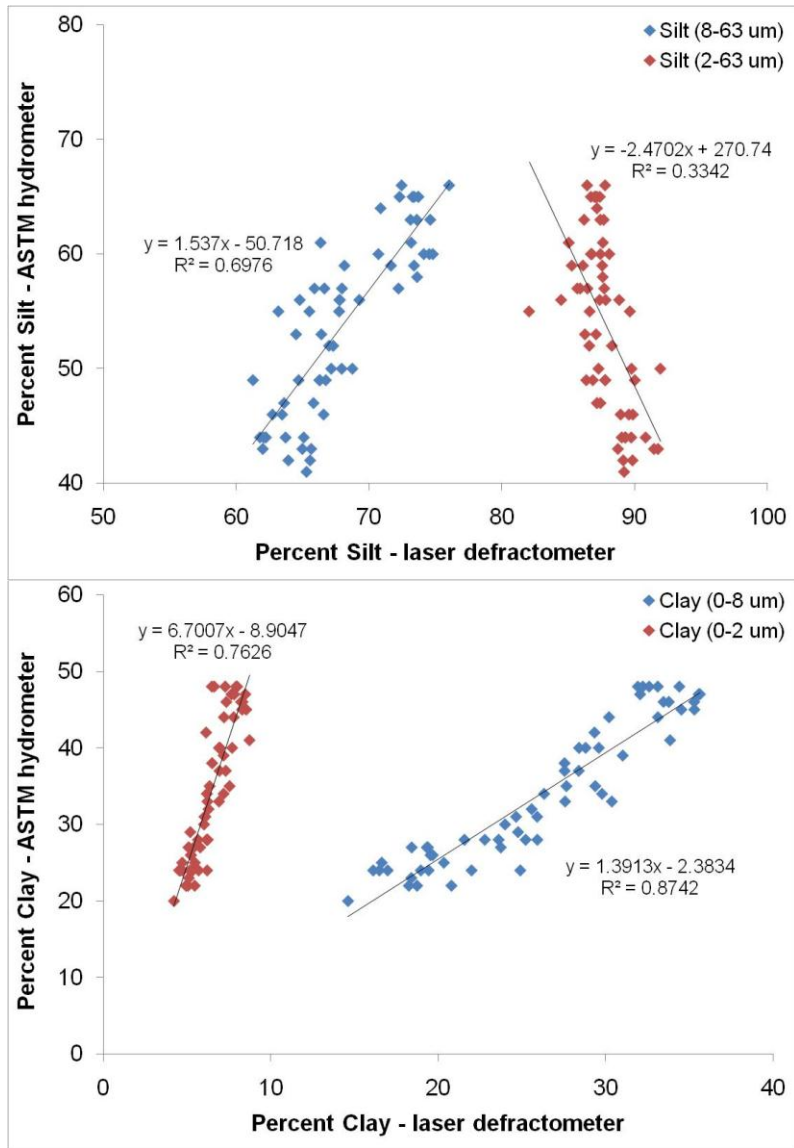 80
70
60
50
40
Percent Silt - ASTM hydrometer
Silt (8-63 um)
Silt (2-63 um)
y = -2.4702x + 270.74
R² = 0.3342
y = 1.537x - 50.718
R² = 0.6976
50 60 70 80 90 100
Percent Silt - laser defractometer
60
50
40
30
20
10
0
Percent Clay - ASTM hydrometer
Clay (0-8 um)
Clay (0-2 um)
y = 6.7007x - 8.9047
R² = 0.7626
y = 1.3913x - 2.3834
R² = 0.8742
0 10 20 30 40
Percent Clay - laser defractometer